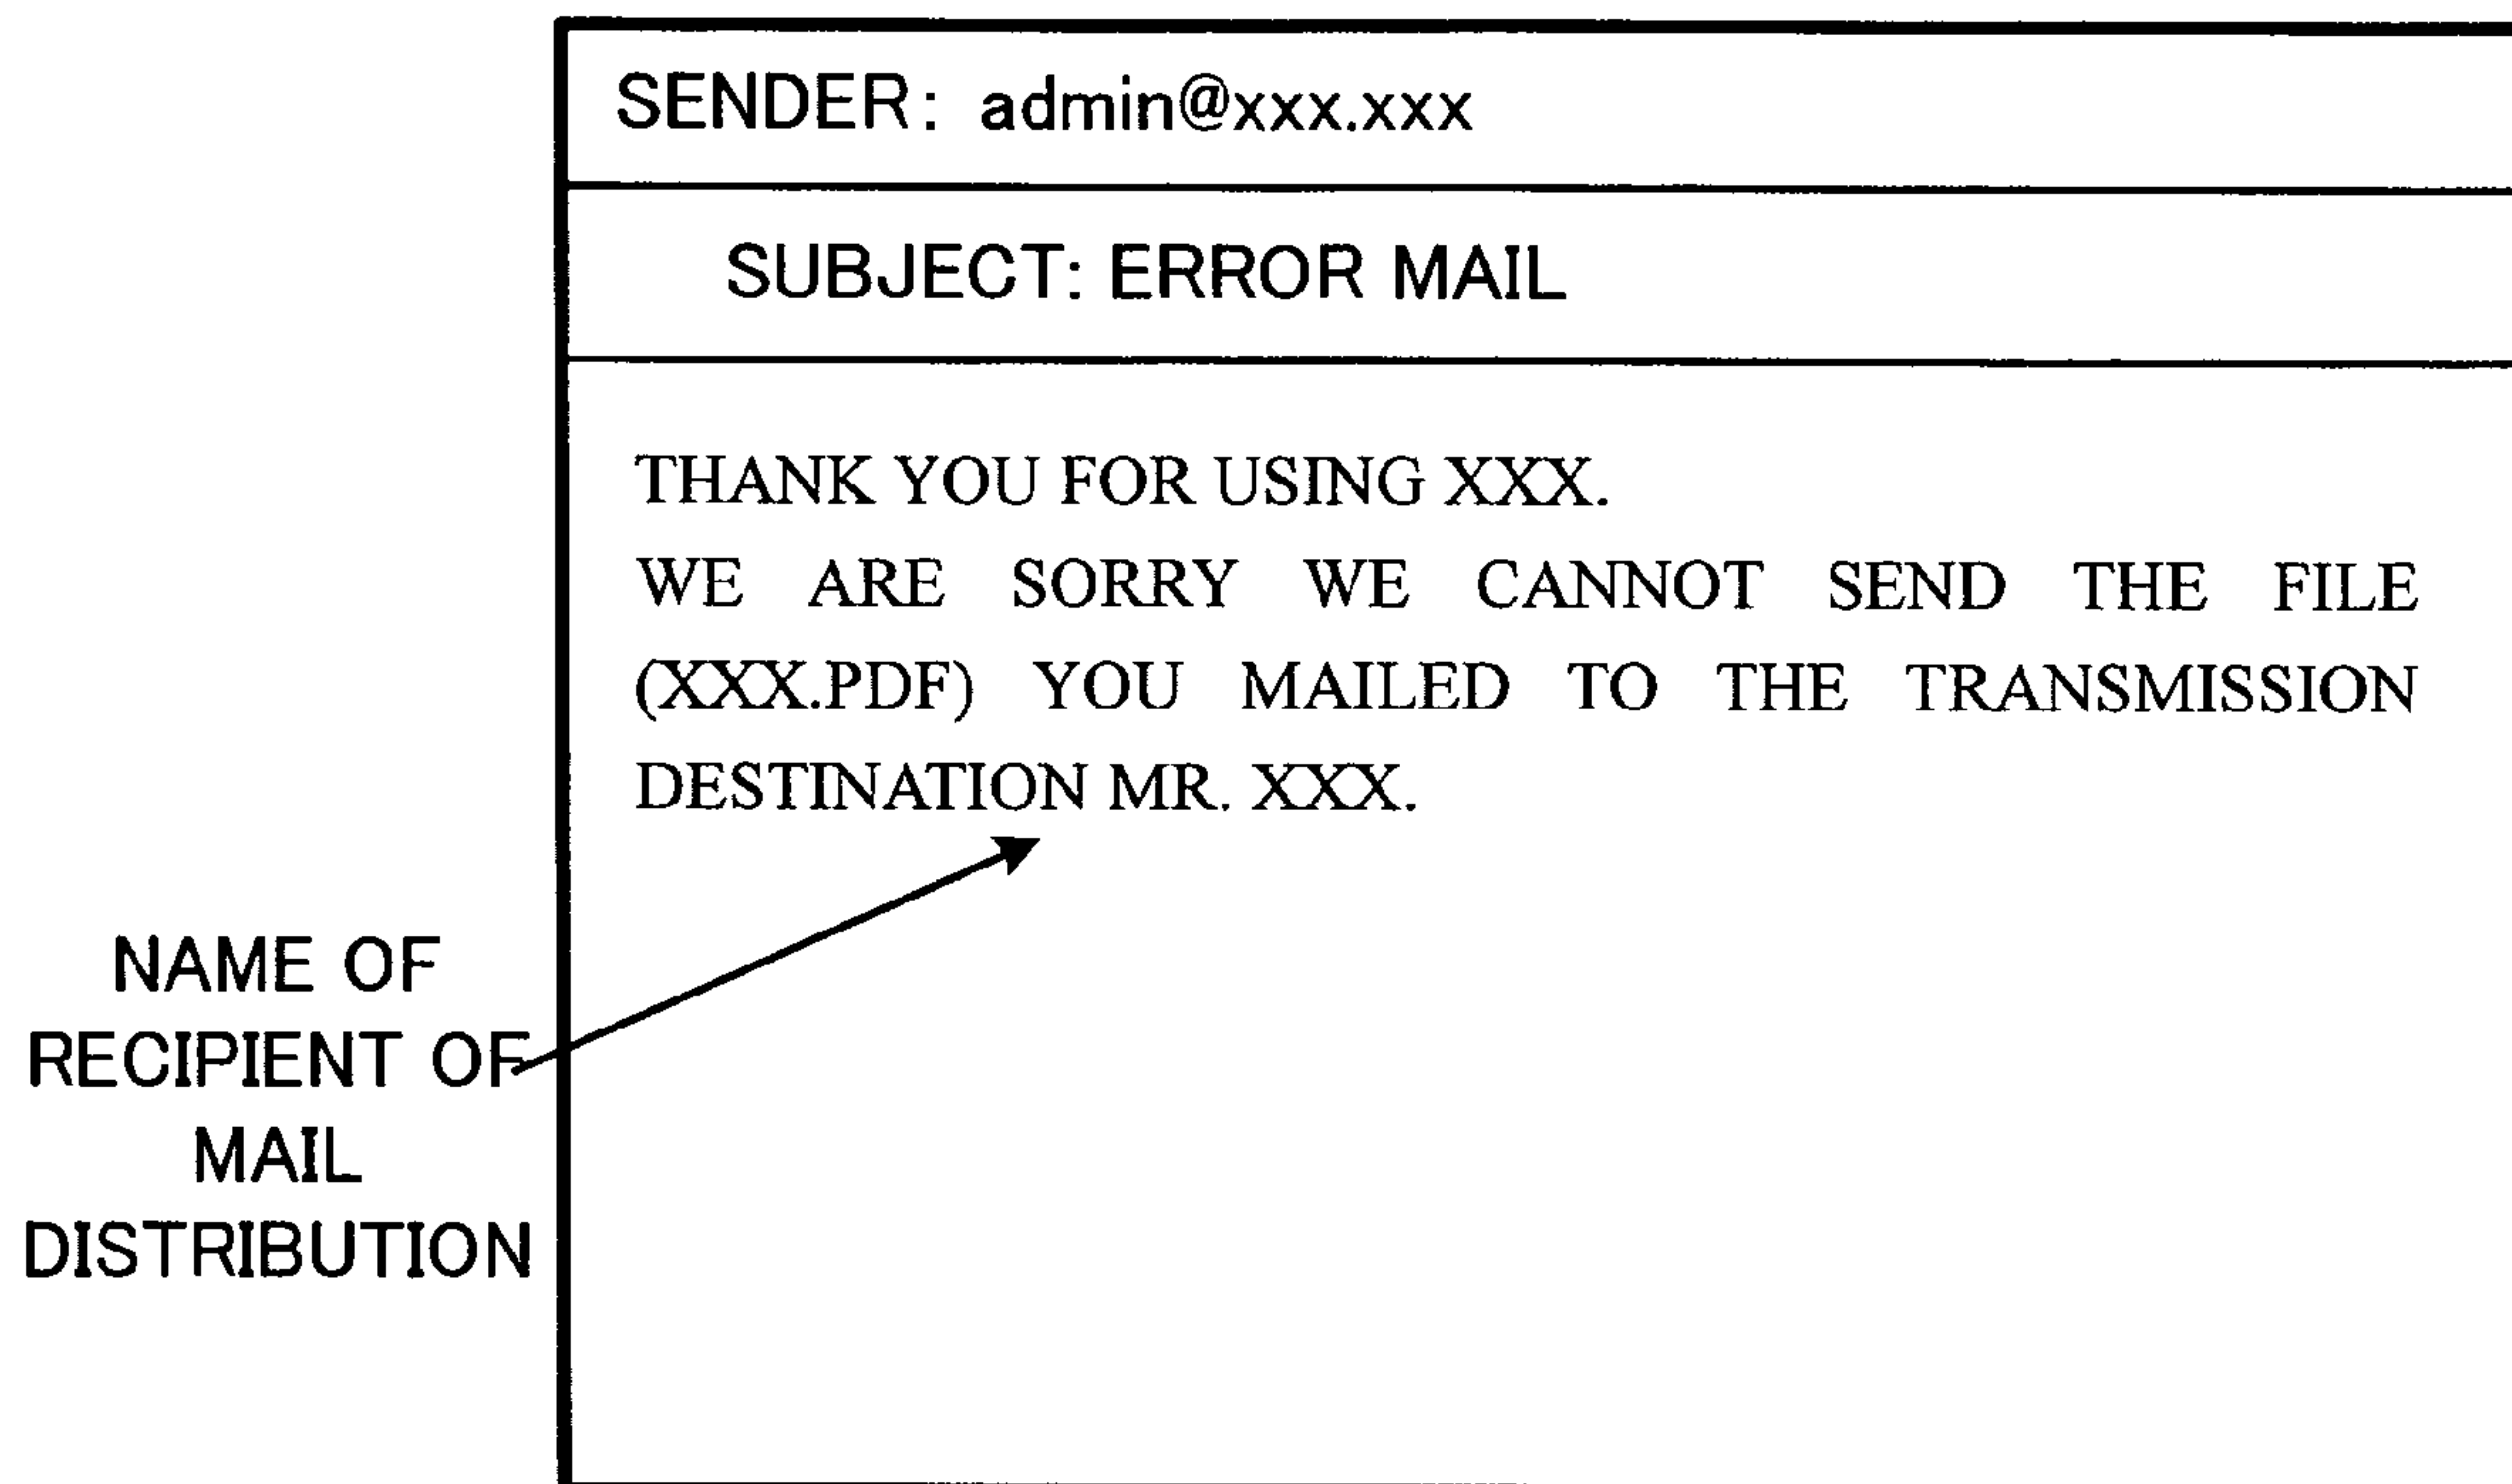 SENDER: admin@xxx.xxx
SUBJECT: ERROR MAIL
THANK YOU FOR USING XXX.
WE ARE SORRY WE CANNOT SEND THE FILE
(XXX.PDF) YOU MAILED TO THE TRANSMISSION
DESTINATION MR. XXX.
NAME OF
RECIPIENT OF
MAIL
DISTRIBUTION